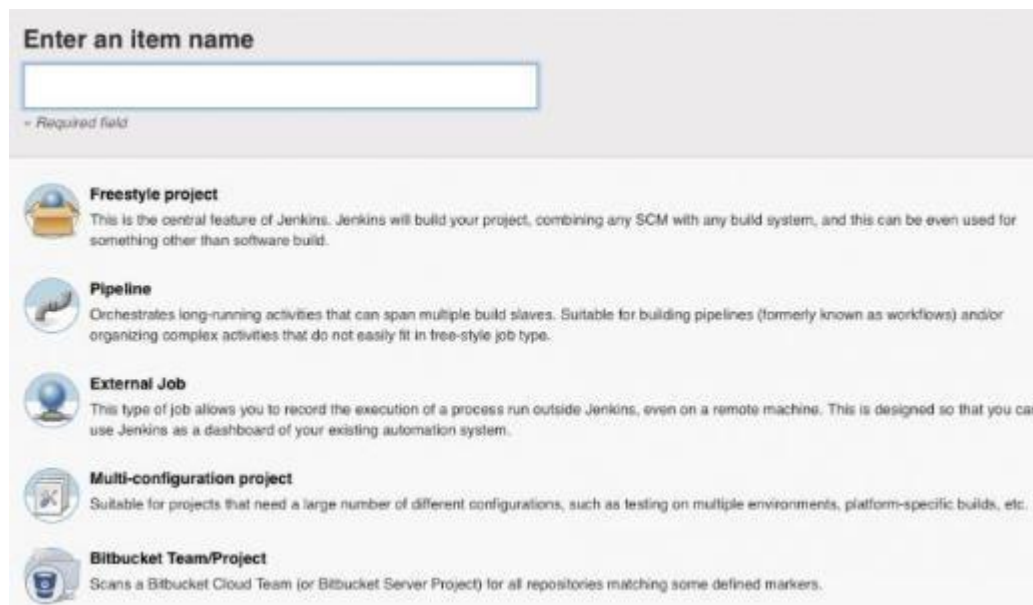 Enter an item name
» Required field
Freestyle project
This is the central feature of Jenkins. Jenkins will build your project, combining any SCM with any build system, and this can be even used for
something other than software build.
Pipeline
Orchestrates long-running activities that can span multiple build slaves. Suitable for building pipelines (formerly known as workflows) and/or
organizing complex activities that do not easily fit in free-style job type.
External Job
This type of job allows you to record the execution of a process run outside Jenkins, even on a remote machine. This is designed so that you can
use Jenkins as a dashboard of your existing automation system.
Multi-configuration project
Suitable for projects that need a large number of different configurations, such as testing on multiple environments, platform-specific builds, etc.
Bitbucket Team/Project
Scans a Bitbucket Cloud Team (or Bitbucket Server Project) for all repositories matching some defined markers.